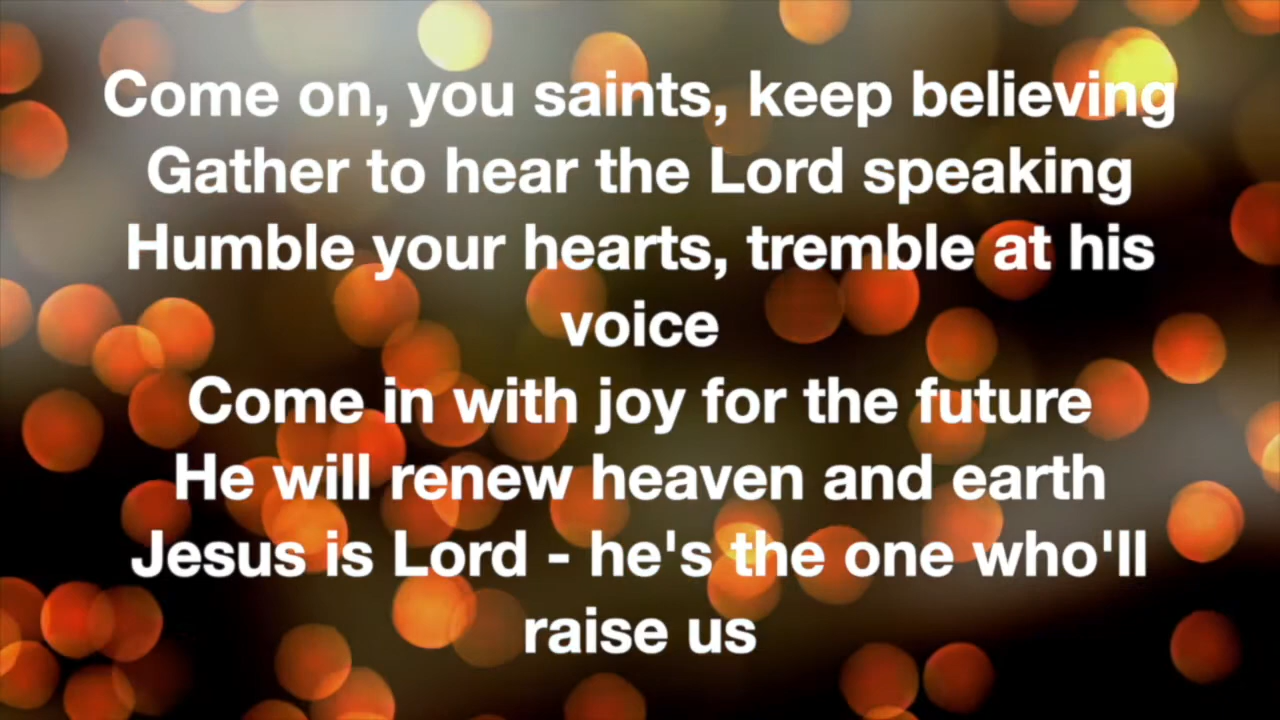 Come on, you saints, keep believing
Gather to hear the Lord speaking
Humble your hearts, tremble at his
voice
Come in with joy for the future
He will renew heaven and earth
Jesus is Lord - he's the one who'll
raise us